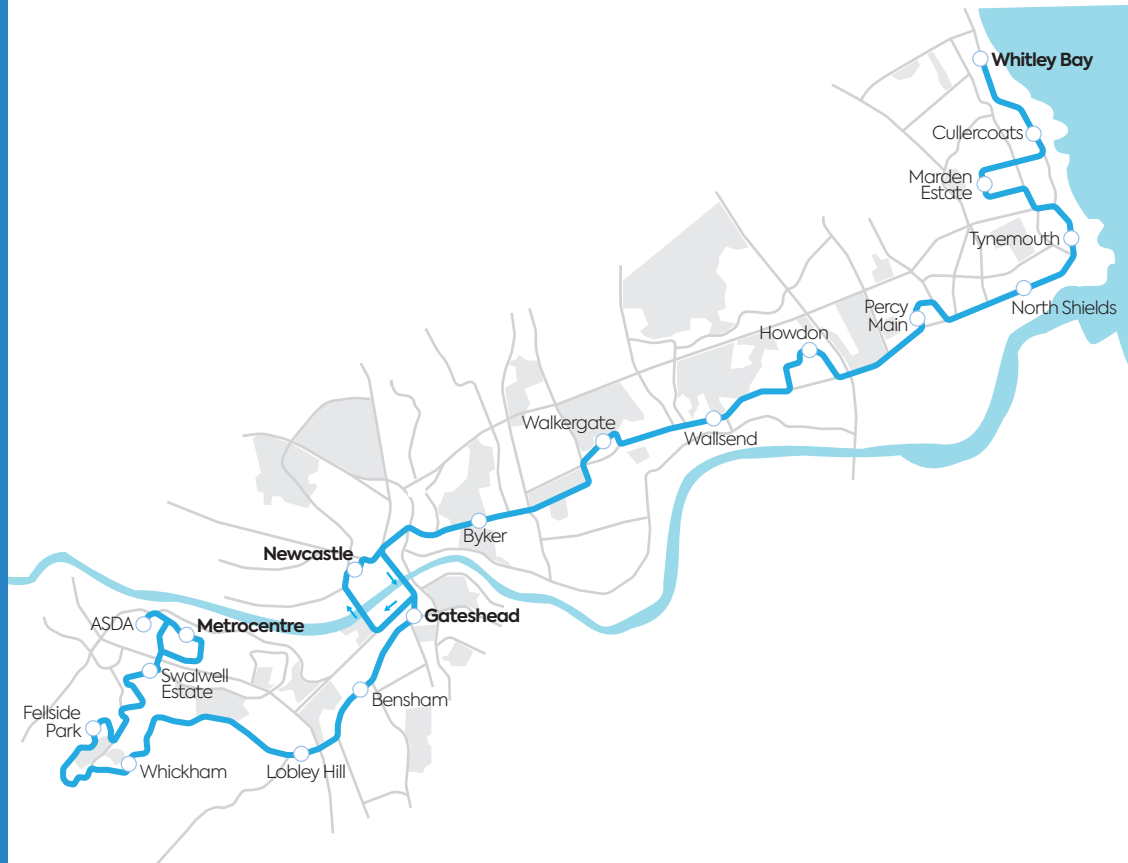 Whitley Bay
Cullercoats
Marden
Estate
Tynemouth
North Shields
Percy
Main
Howdon
Wallsend
Walkergate
Byker
Newcastle
Gateshead
ASDA
Metrocentre
Swalwell
Estate
Bensham
Fellside
Park
Whickham
Lobley Hill